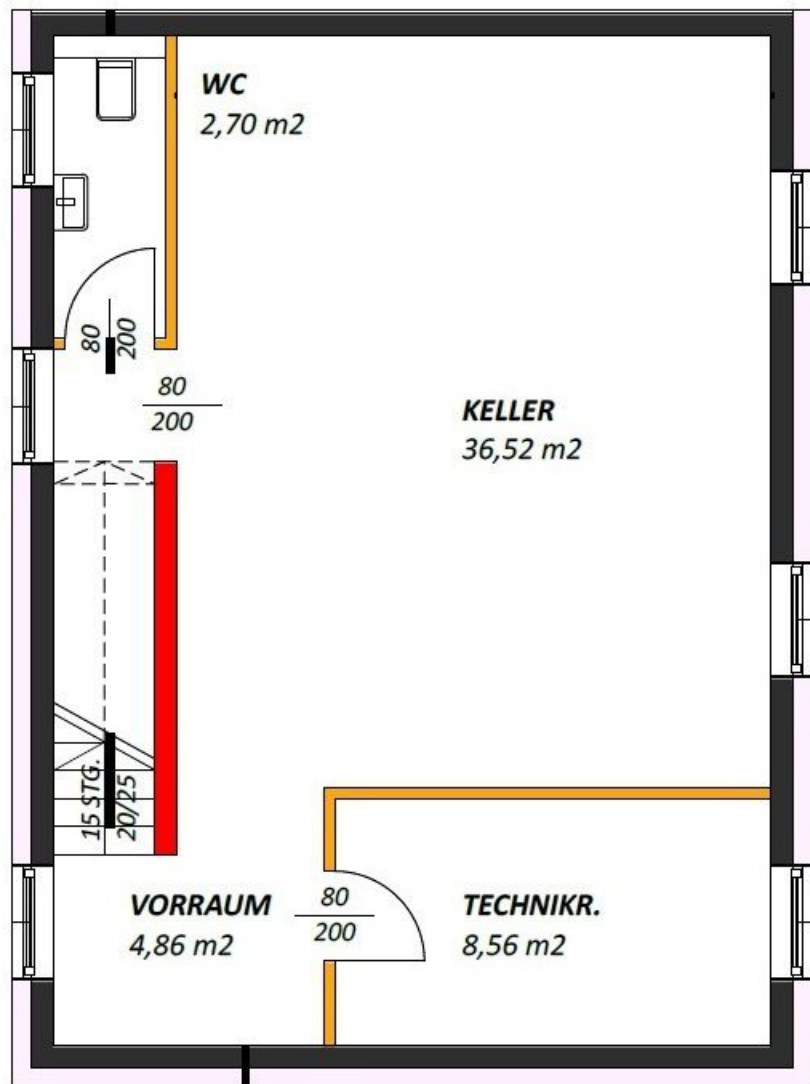 WC
2,70 m2
80
200
80
200
KELLER
36,52 m2
15 STG.
20/25
VORRAUM
4,86 m2
80
200
TECHNIKR.
8,56 m2